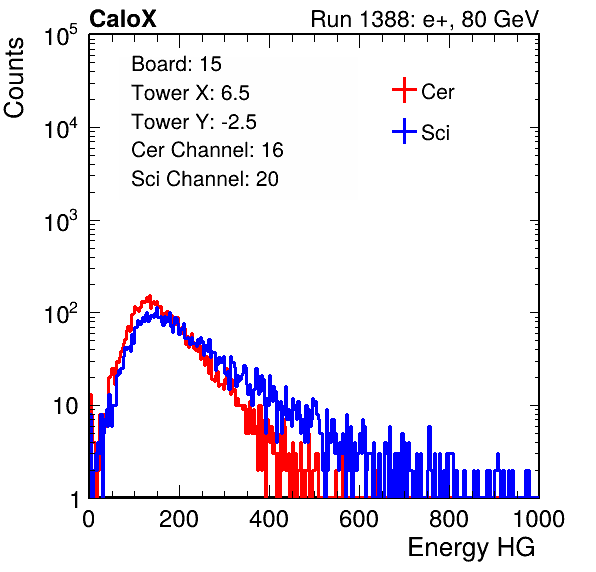 CaloX Run 1388: e+, 80 GeV
Counts
Board: 15
Tower X: 6.5
Tower Y: -2.5
Cer Channel: 16
Sci Channel: 20
Cer
Sci
10^5
10^4
10^3
10^2
10
1
0 200 400 600 800 1000
Energy HG